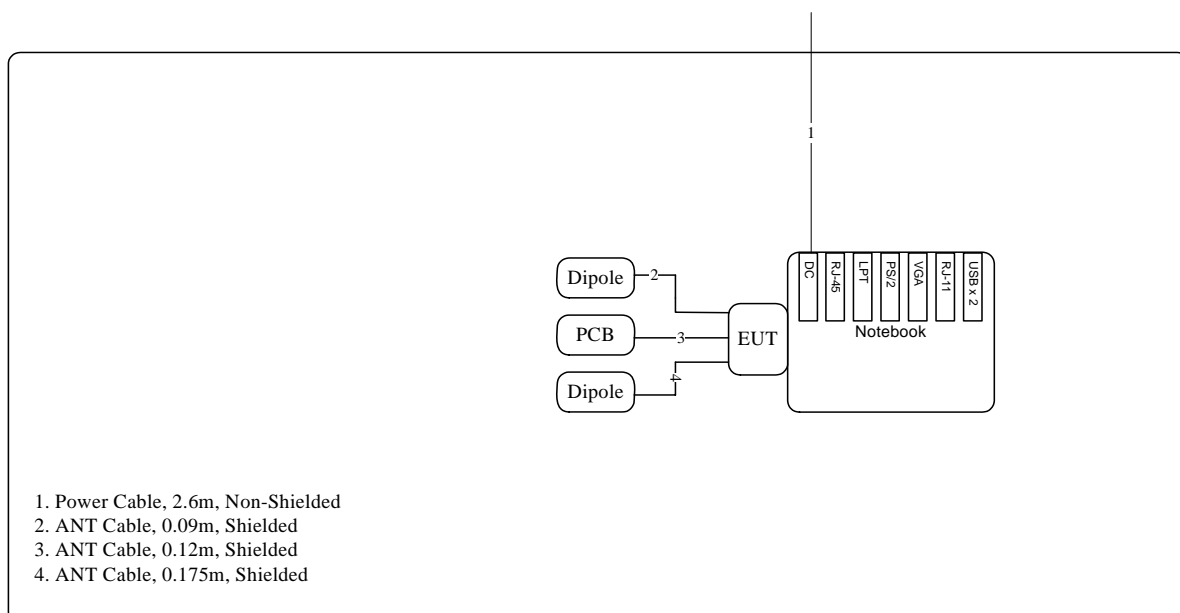 1
DC
RJ-45
LPT
PS/2
VGA
RJ-11
USB x 2
Notebook
Dipole
2
PCB
3
EUT
Dipole
4
1. Power Cable, 2.6m, Non-Shielded
2. ANT Cable, 0.09m, Shielded
3. ANT Cable, 0.12m, Shielded
4. ANT Cable, 0.175m, Shielded